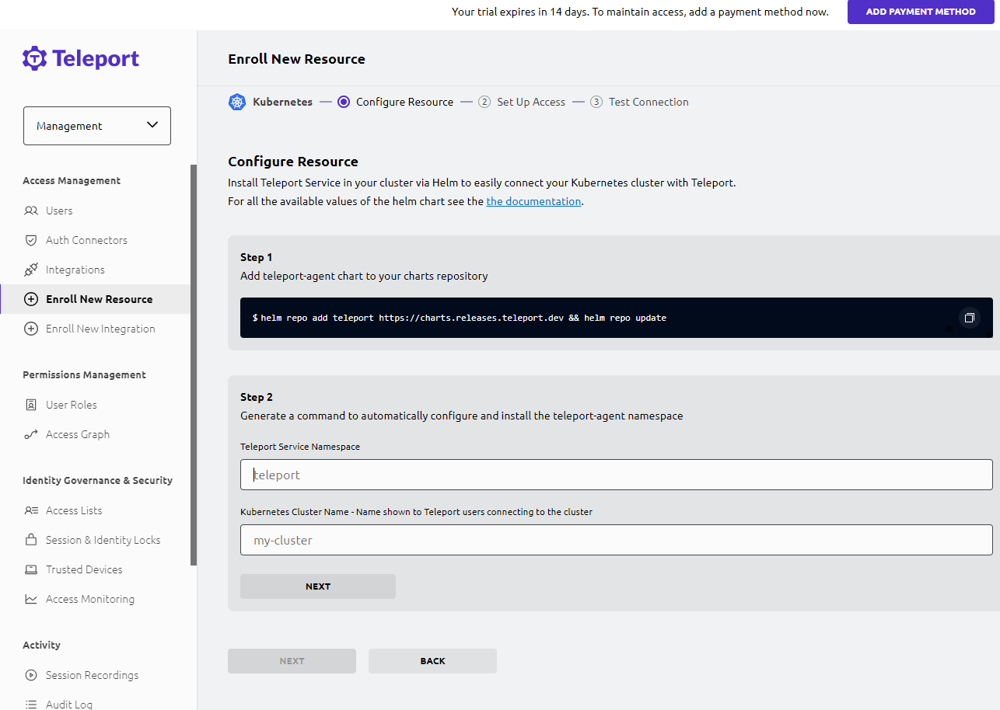 Your trial expires in 14 days. To maintain access, add a payment method now.
ADD PAYMENT METHOD
Teleport
Management
Access Management
Users
Auth Connectors
Integrations
Enroll New Resource
Enroll New Integration
Permissions Management
User Roles
Access Graph
Identity Governance & Security
Access Lists
Session & Identity Locks
Trusted Devices
Access Monitoring
Activity
Session Recordings
Audit Log
Enroll New Resource
Kubernetes
Configure Resource
2 Set Up Access
3 Test Connection
Configure Resource
Install Teleport Service in your cluster via Helm to easily connect your Kubernetes cluster with Teleport.
For all the available values of the helm chart see the the documentation.
Step 1
Add teleport-agent chart to your charts repository
$ helm repo add teleport https://charts.releases.teleport.dev && helm repo update
Step 2
Generate a command to automatically configure and install the teleport-agent namespace
Teleport Service Namespace
teleport
Kubernetes Cluster Name - Name shown to Teleport users connecting to the cluster
my-cluster
NEXT
NEXT
BACK